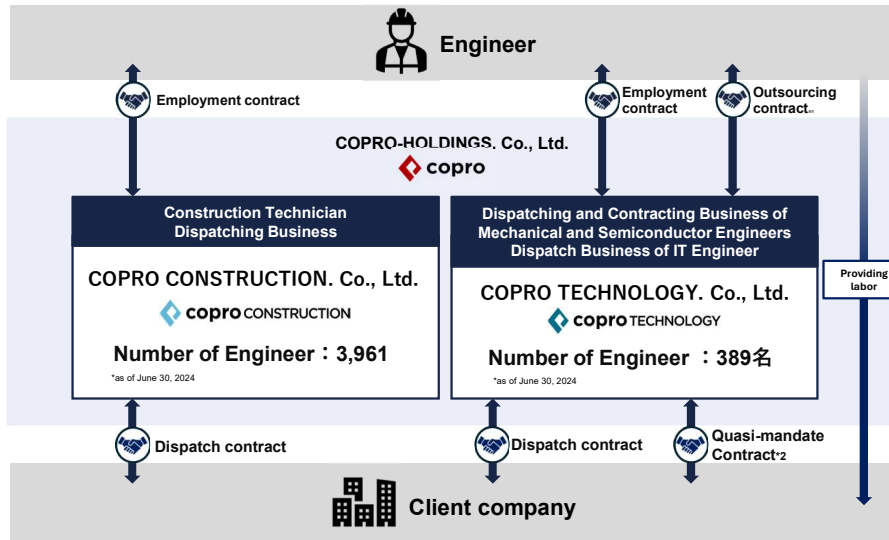 Engineer
Employment contract
Employment
contract
Outsourcing
contract
COPRO-HOLDINGS. Co., Ltd.
copro
Construction Technician
Dispatching Business
COPRO CONSTRUCTION. Co., Ltd.
copro CONSTRUCTION
Number of Engineer：3,961
*as of June 30, 2024
Dispatching and Contracting Business of
Mechanical and Semiconductor Engineers
Dispatch Business of IT Engineer
COPRO TECHNOLOGY. Co., Ltd.
copro TECHNOLOGY
Number of Engineer ：389名
*as of June 30, 2024
Providing
labor
Dispatch contract
Dispatch contract
Quasi-mandate
Contract*2
Client company